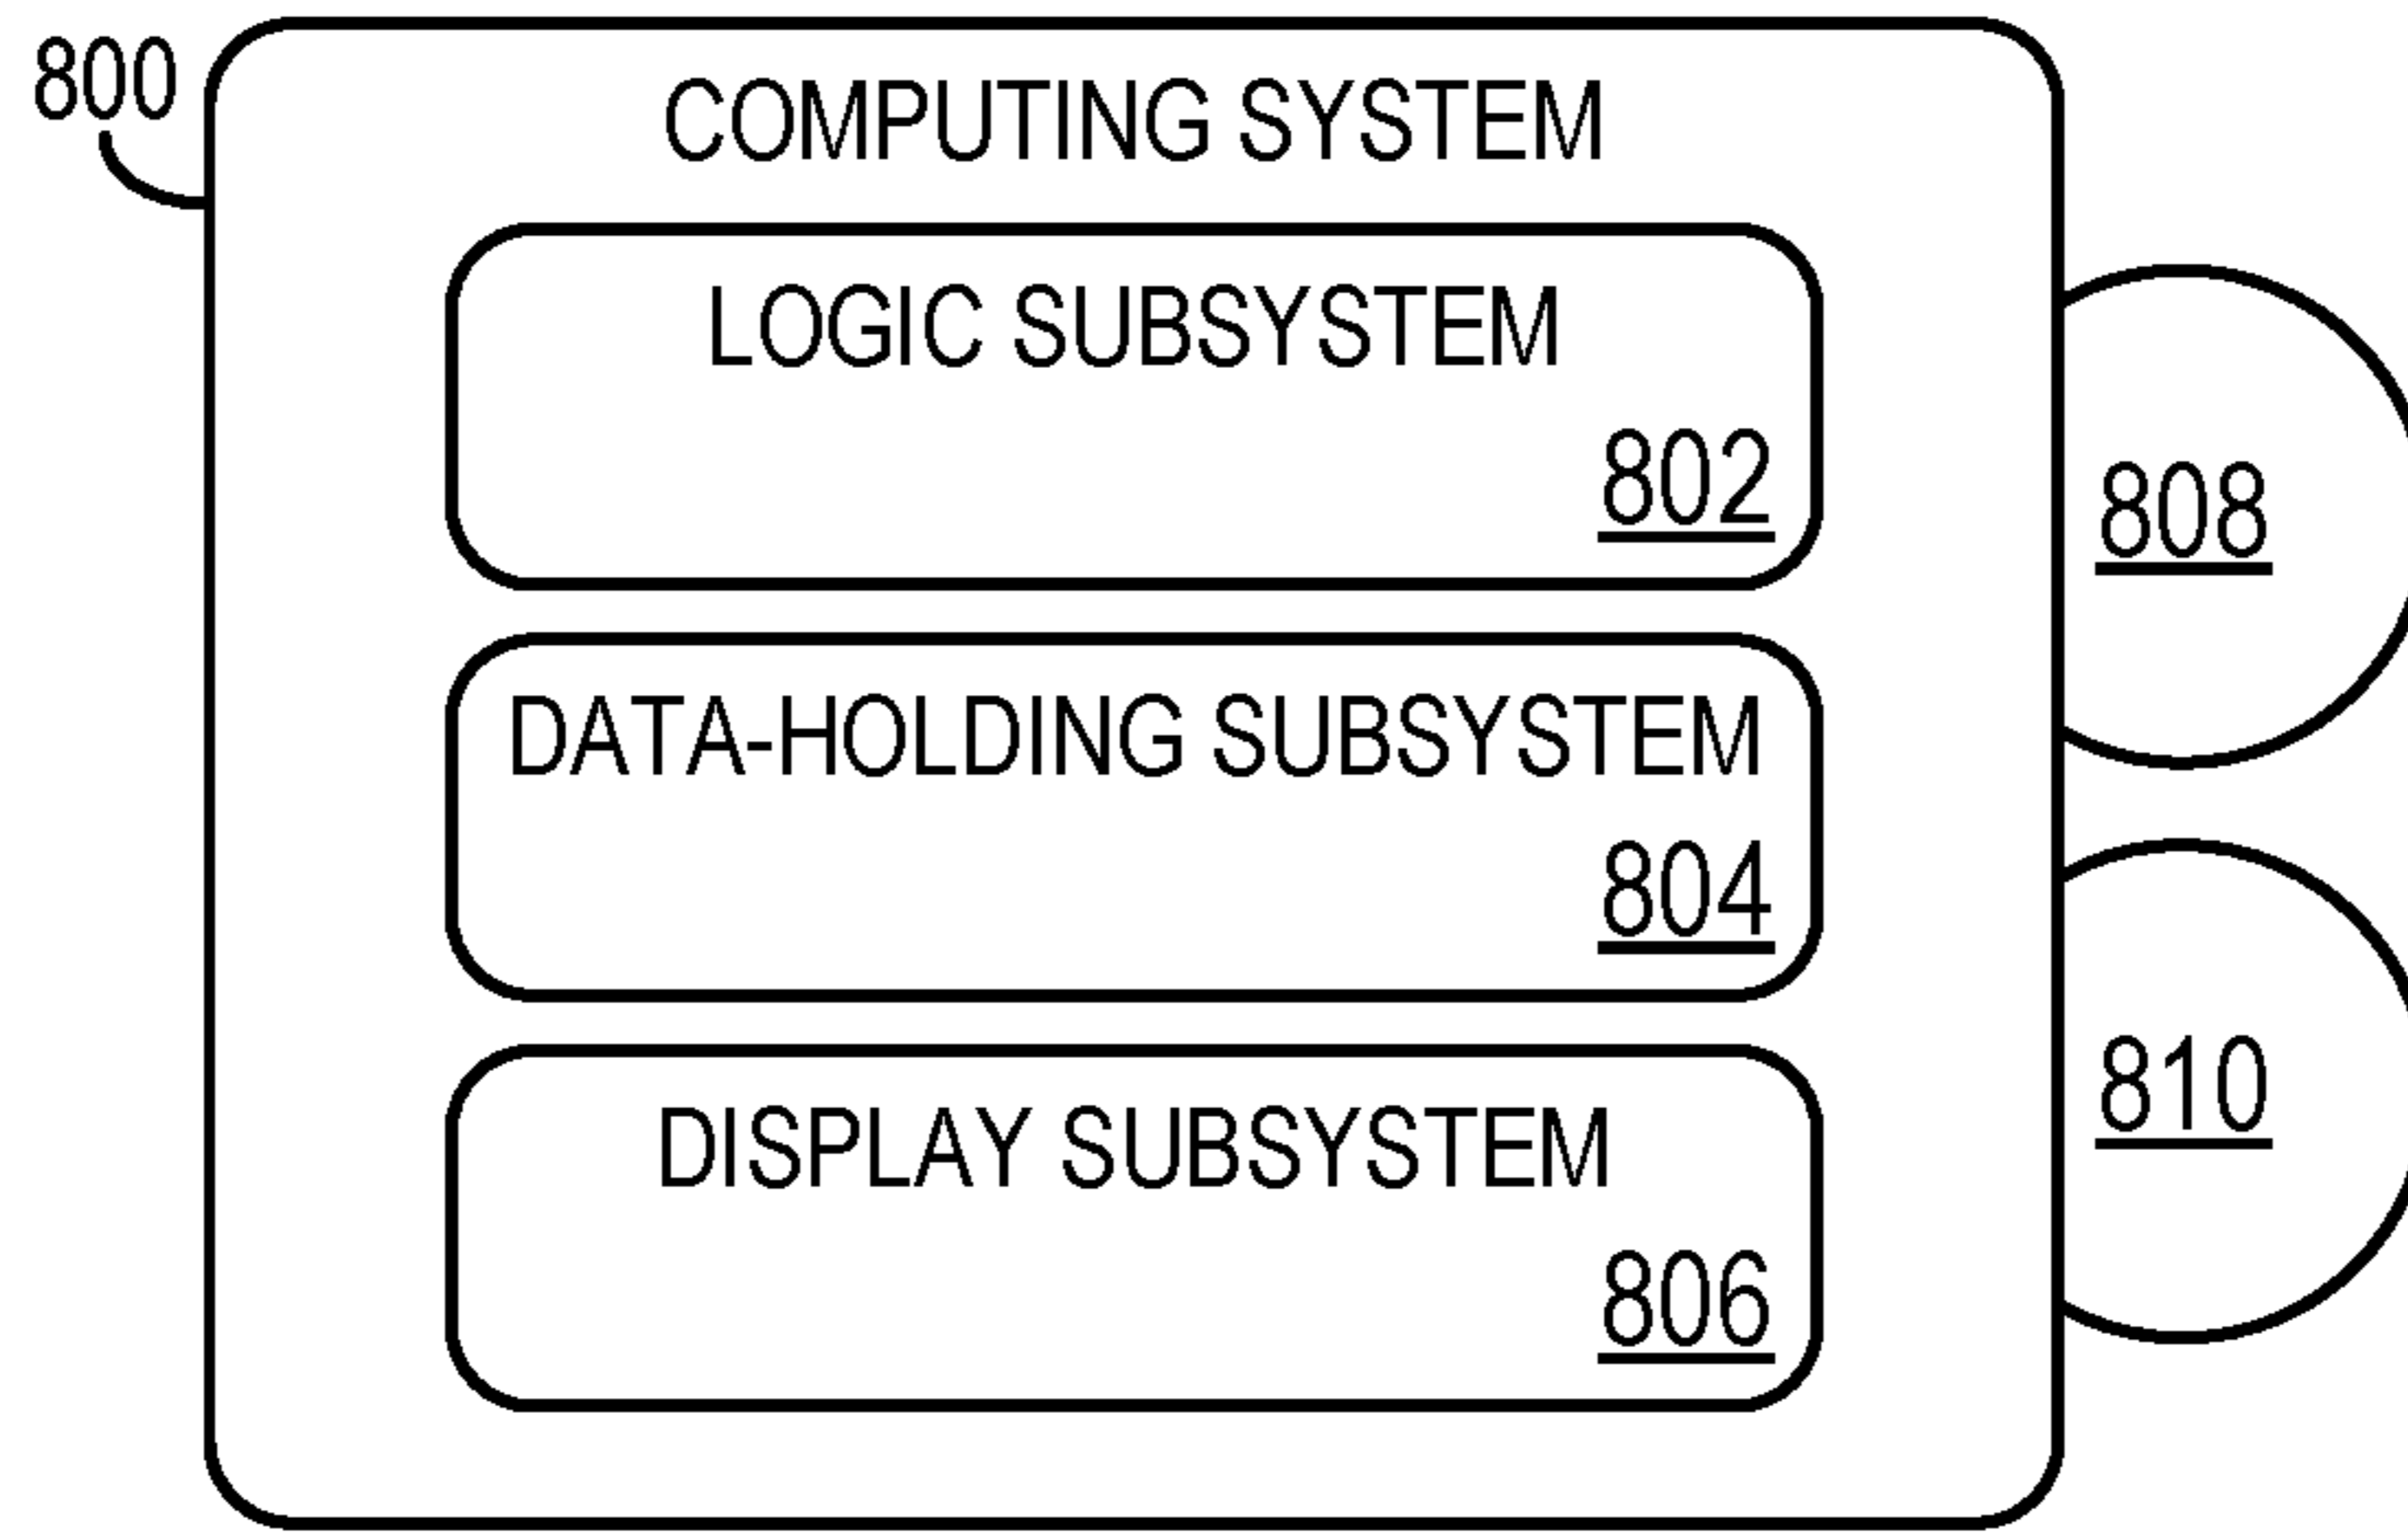 800
COMPUTING SYSTEM
LOGIC SUBSYSTEM
802
808
DATA-HOLDING SUBSYSTEM
804
DISPLAY SUBSYSTEM
806
810